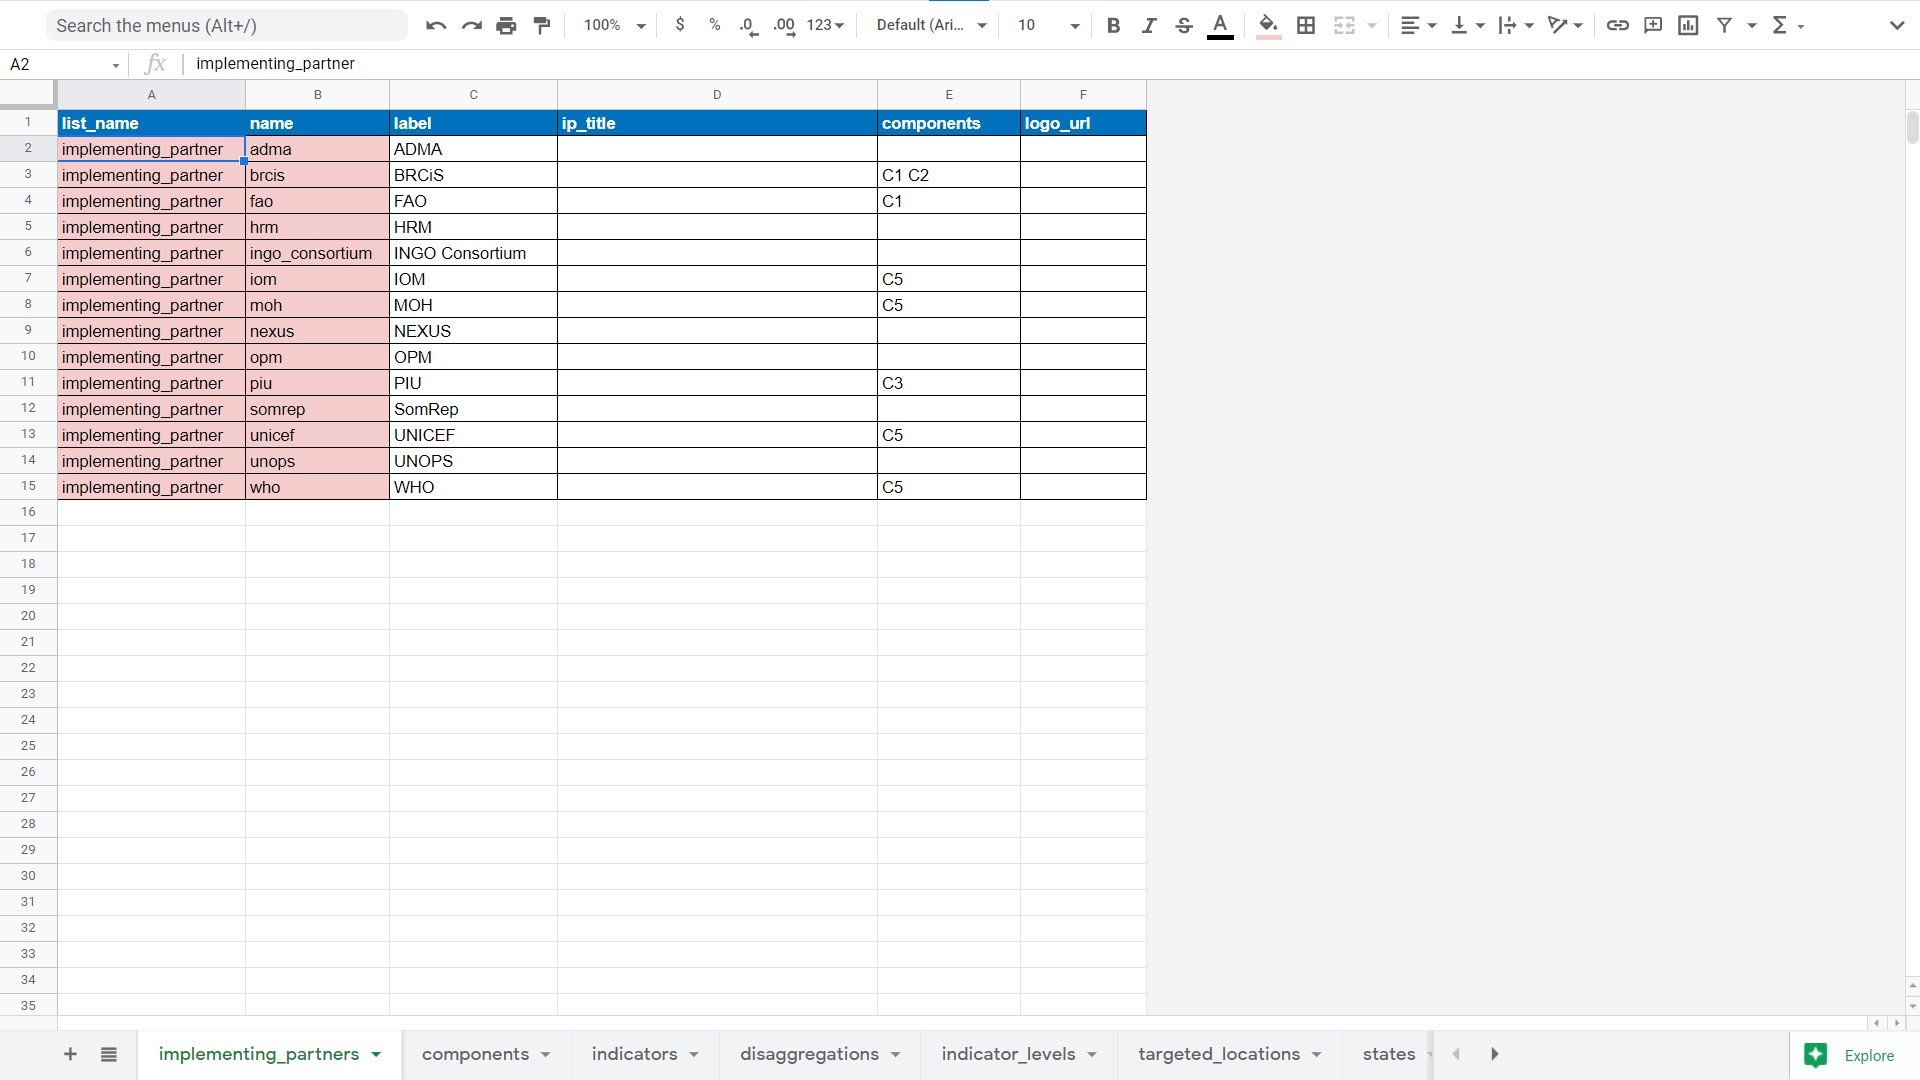 Search the menus (Alt+/)
100% $ % .0 .00 123 Default (Ari... 10 B I S A
A2 fx implementing_partner
A B C D E F
1 list_name name label ip_title components logo_url
2 implementing_partner adma ADMA
3 implementing_partner brcis BRCiS C1 C2
4 implementing_partner fao FAO C1
5 implementing_partner hrm HRM
6 implementing_partner ingo_consortium INGO Consortium
7 implementing_partner iom IOM C5
8 implementing_partner moh MOH C5
9 implementing_partner nexus NEXUS
10 implementing_partner opm OPM
11 implementing_partner piu PIU C3
12 implementing_partner somrep SomRep
13 implementing_partner unicef UNICEF C5
14 implementing_partner unops UNOPS
15 implementing_partner who WHO C5
16
17
18
19
20
21
22
23
24
25
26
27
28
29
30
31
32
33
34
35
implementing_partners components indicators disaggregations indicator_levels targeted_locations states Explore